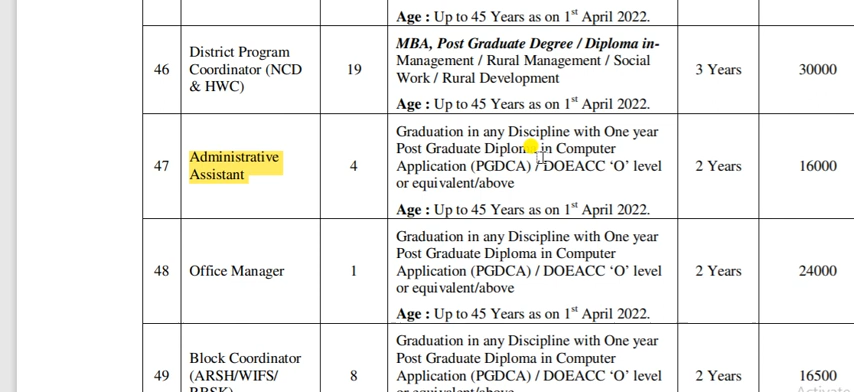 Age : Up to 45 Years as on 1st April 2022.
46
District Program
Coordinator (NCD
& HWC)
19
MBA, Post Graduate Degree / Diploma in-
Management / Rural Management / Social
Work / Rural Development
Age : Up to 45 Years as on 1st April 2022.
3 Years
30000
47
Administrative
Assistant
4
Graduation in any Discipline with One year
Post Graduate Diploma in Computer
Application (PGDCA) / DOEACC ‘O’ level
or equivalent/above
Age : Up to 45 Years as on 1st April 2022.
2 Years
16000
48
Office Manager
1
Graduation in any Discipline with One year
Post Graduate Diploma in Computer
Application (PGDCA) / DOEACC ‘O’ level
or equivalent/above
Age : Up to 45 Years as on 1st April 2022.
2 Years
24000
49
Block Coordinator
(ARSH/WIFS/
8
Graduation in any Discipline with One year
Post Graduate Diploma in Computer
Application (PGDCA) / DOEACC ‘O’ level
2 Years
16500